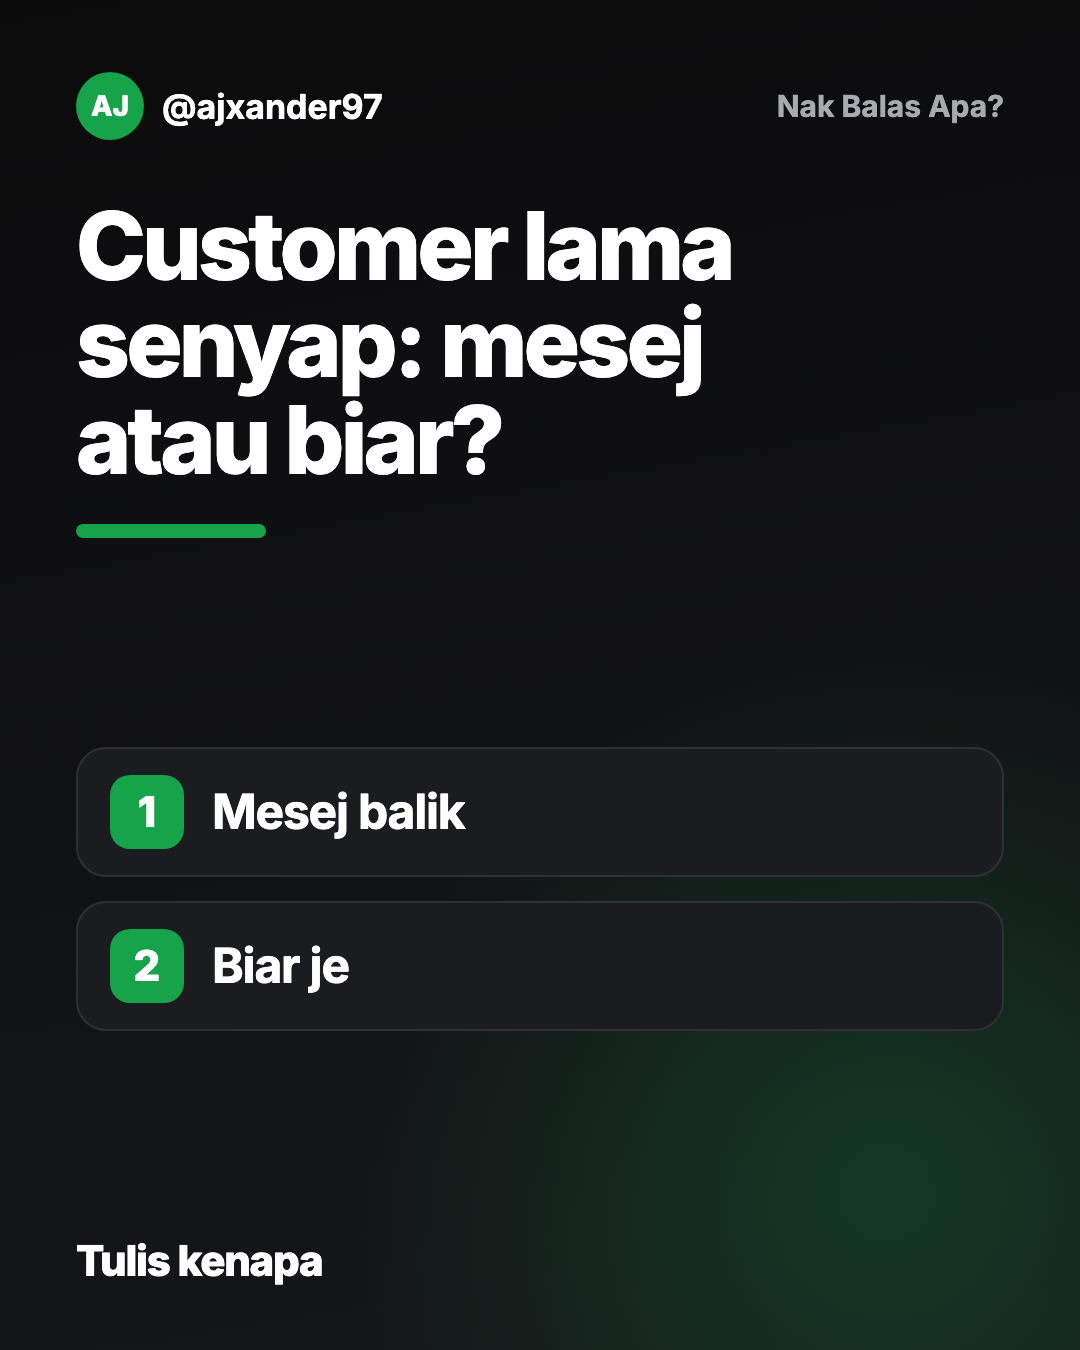 AJ @ajxander97
Nak Balas Apa?
Customer lama
senyap: mesej
atau biar?
1 Mesej balik
2 Biar je
Tulis kenapa